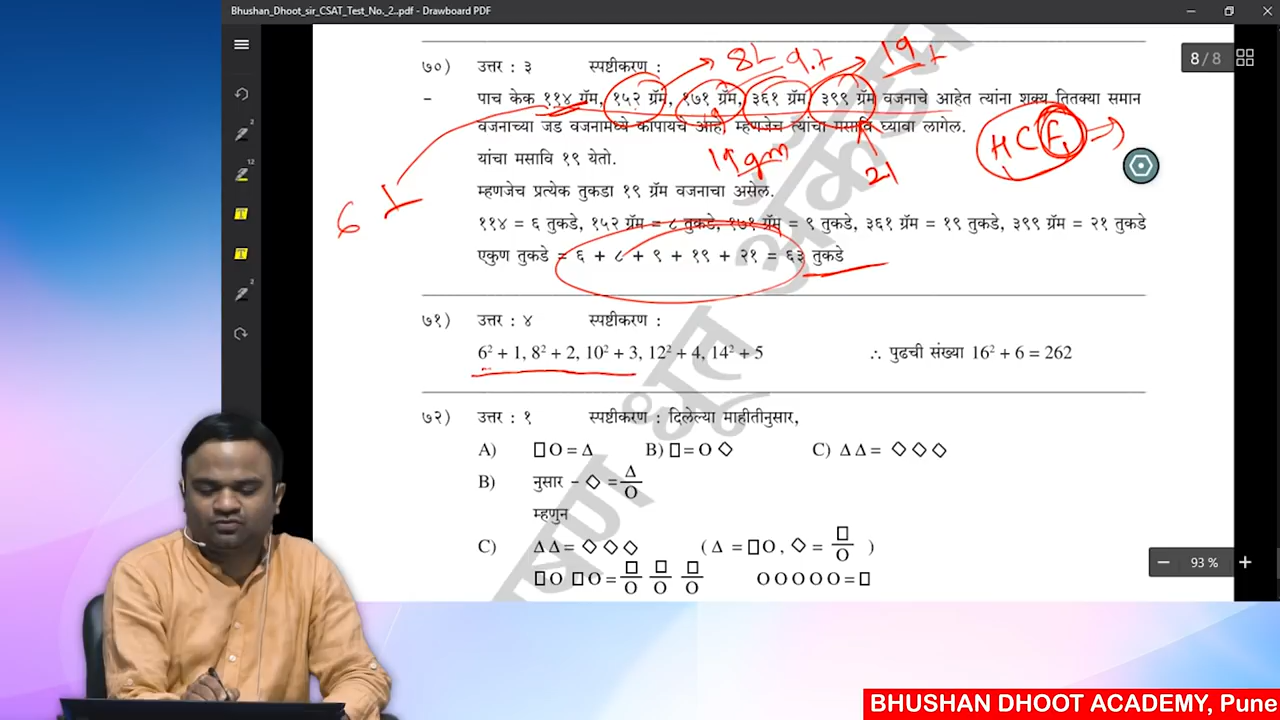 Bhushan_Dhoot_sir_CSAT_Test_No._2..pdf - Drawboard PDF
8 / 8
७०) उत्तर : ३ स्पष्टीकरण :
8t 9.t 19 t
- पाच केक ११४ ग्रॅम, १५२ ग्रॅम, १७१ ग्रॅम, ३६१ ग्रॅम ३९९ ग्रॅम वजनाचे आहेत त्यांना शक्य तितक्या समान
वजनाच्या जड वजनामध्ये कापायचे आहे, म्हणजेच त्यांचा मसावि घ्यावा लागेल.
HCF
यांचा मसावि १९ येतो.
19 gm
21
म्हणजेच प्रत्येक तुकडा १९ ग्रॅम वजनाचा असेल.
6
११४ = ६ तुकडे, १५२ ग्रॅम = ८ तुकडे, १७१ ग्रॅम = ९ तुकडे, ३६१ ग्रॅम = १९ तुकडे, ३९९ ग्रॅम = २१ तुकडे
एकुण तुकडे = ६ + ८ + ९ + १९ + २१ = ६३ तुकडे
७१) उत्तर : ४ स्पष्टीकरण :
6² + 1, 8² + 2, 10² + 3, 12² + 4, 14² + 5 ∴ पुढची संख्या 16² + 6 = 262
७२) उत्तर : १ स्पष्टीकरण : दिलेल्या माहीतीनुसार,
A) □ O = Δ B) □ = O ◇ C) Δ Δ = ◇ ◇ ◇
B) नुसार - ◇ = Δ/O
म्हणुन
C) Δ Δ = ◇ ◇ ◇ ( Δ = □ O , ◇ = □/O )
□ O □ O = □/O □/O □/O O O O O O = □
93 %
BHUSHAN DHOOT ACADEMY, Pune